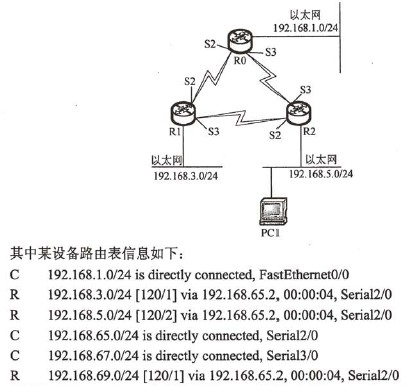 以太网
192.168.1.0/24
S2
S3
R0
S2
S3
R1
S3
S2
R2
以太网
192.168.3.0/24
以太网
192.168.5.0/24
PC1
其中某设备路由表信息如下：
C 192.168.1.0/24 is directly connected, FastEthernet0/0
R 192.168.3.0/24 [120/1] via 192.168.65.2, 00:00:04, Serial2/0
R 192.168.5.0/24 [120/2] via 192.168.65.2, 00:00:04, Serial2/0
C 192.168.65.0/24 is directly connected, Serial2/0
C 192.168.67.0/24 is directly connected, Serial3/0
R 192.168.69.0/24 [120/1] via 192.168.65.2, 00:00:04, Serial2/0